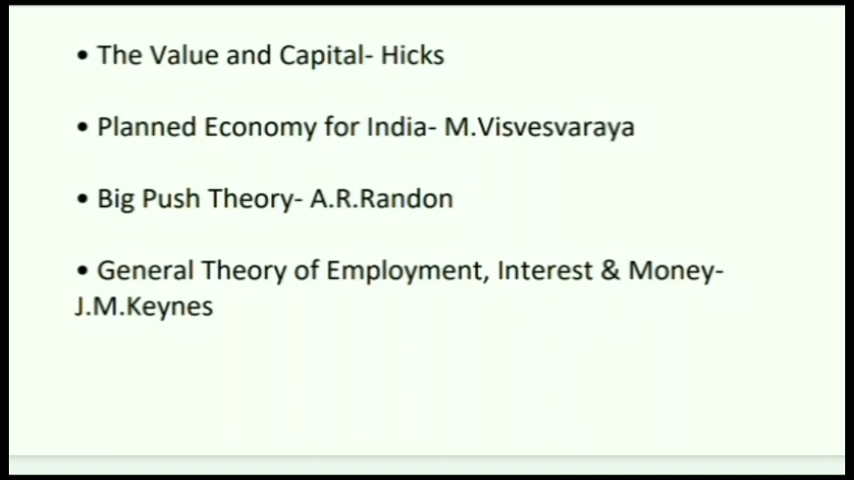 • The Value and Capital- Hicks
• Planned Economy for India- M.Visvesvaraya
• Big Push Theory- A.R.Randon
• General Theory of Employment, Interest & Money-
J.M.Keynes